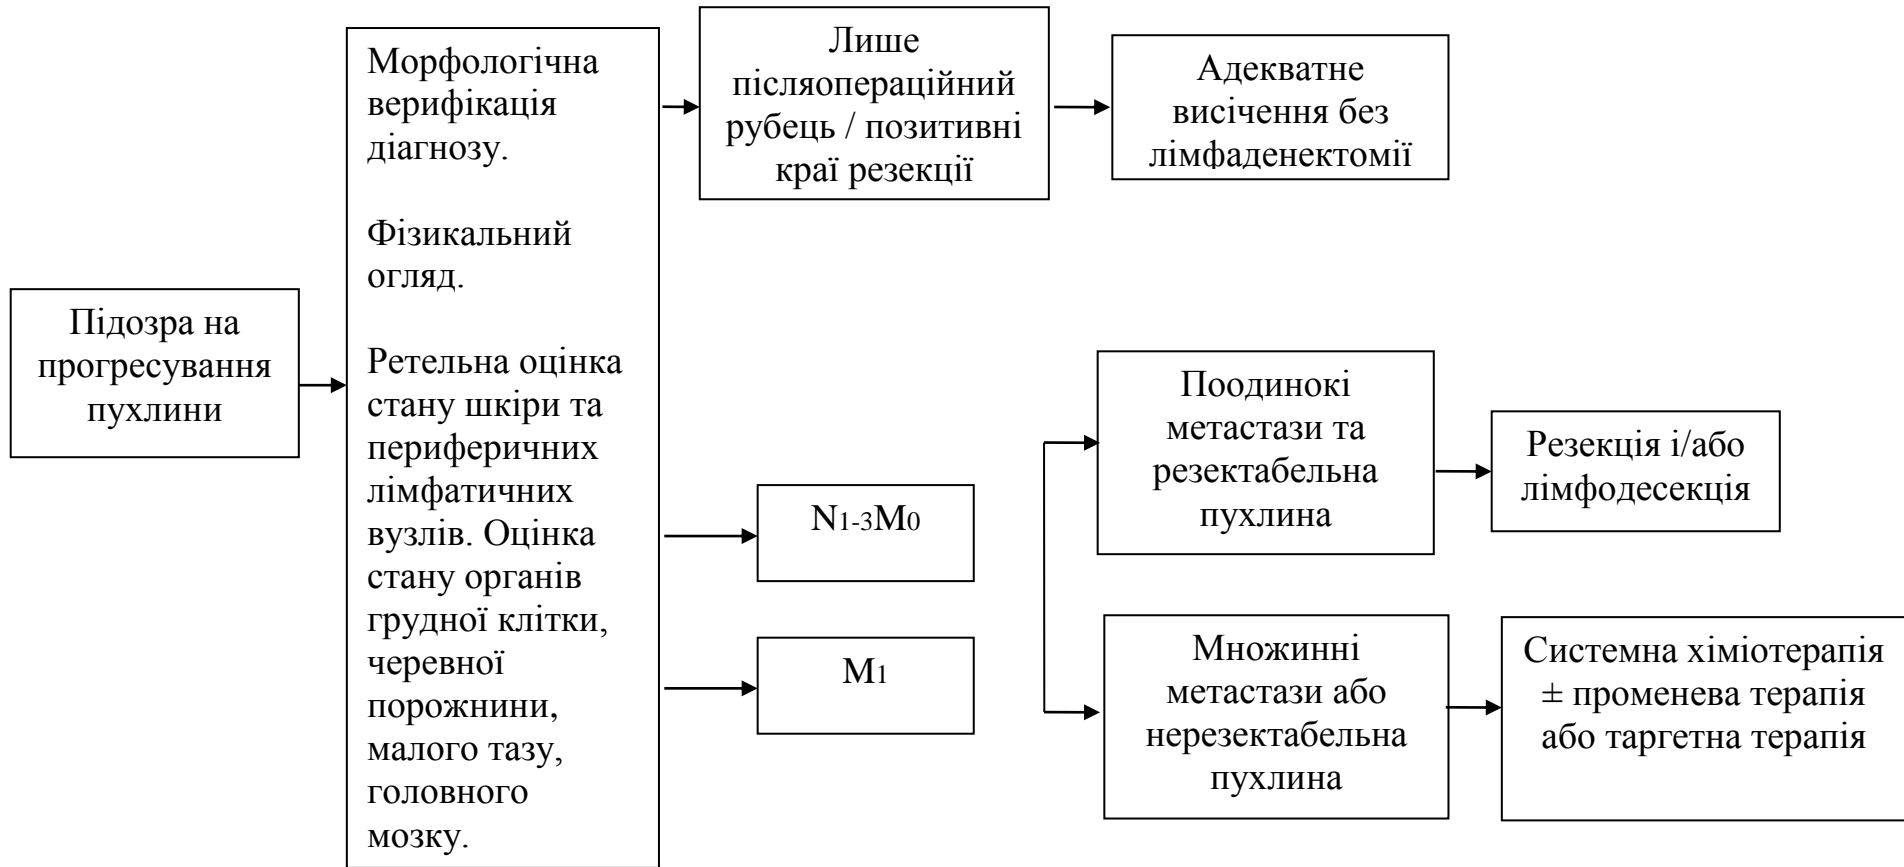 Підозра на
прогресування
пухлини
Морфологічна
верифікація
діагнозу.
Фізикальний
огляд.
Ретельна оцінка
стану шкіри та
периферичних
лімфатичних
вузлів. Оцінка
стану органів
грудної клітки,
черевної
порожнини,
малого тазу,
головного
мозку.
Лише
післяопераційний
рубець / позитивні
краї резекції
Адекватне
висічення без
лімфаденектомії
N1-3M0
M1
Поодинокі
метастази та
резектабельна
пухлина
Резекція і/або
лімфодесекція
Множинні
метастази або
нерезектабельна
пухлина
Системна хіміотерапія
± променева терапія
або таргетна терапія